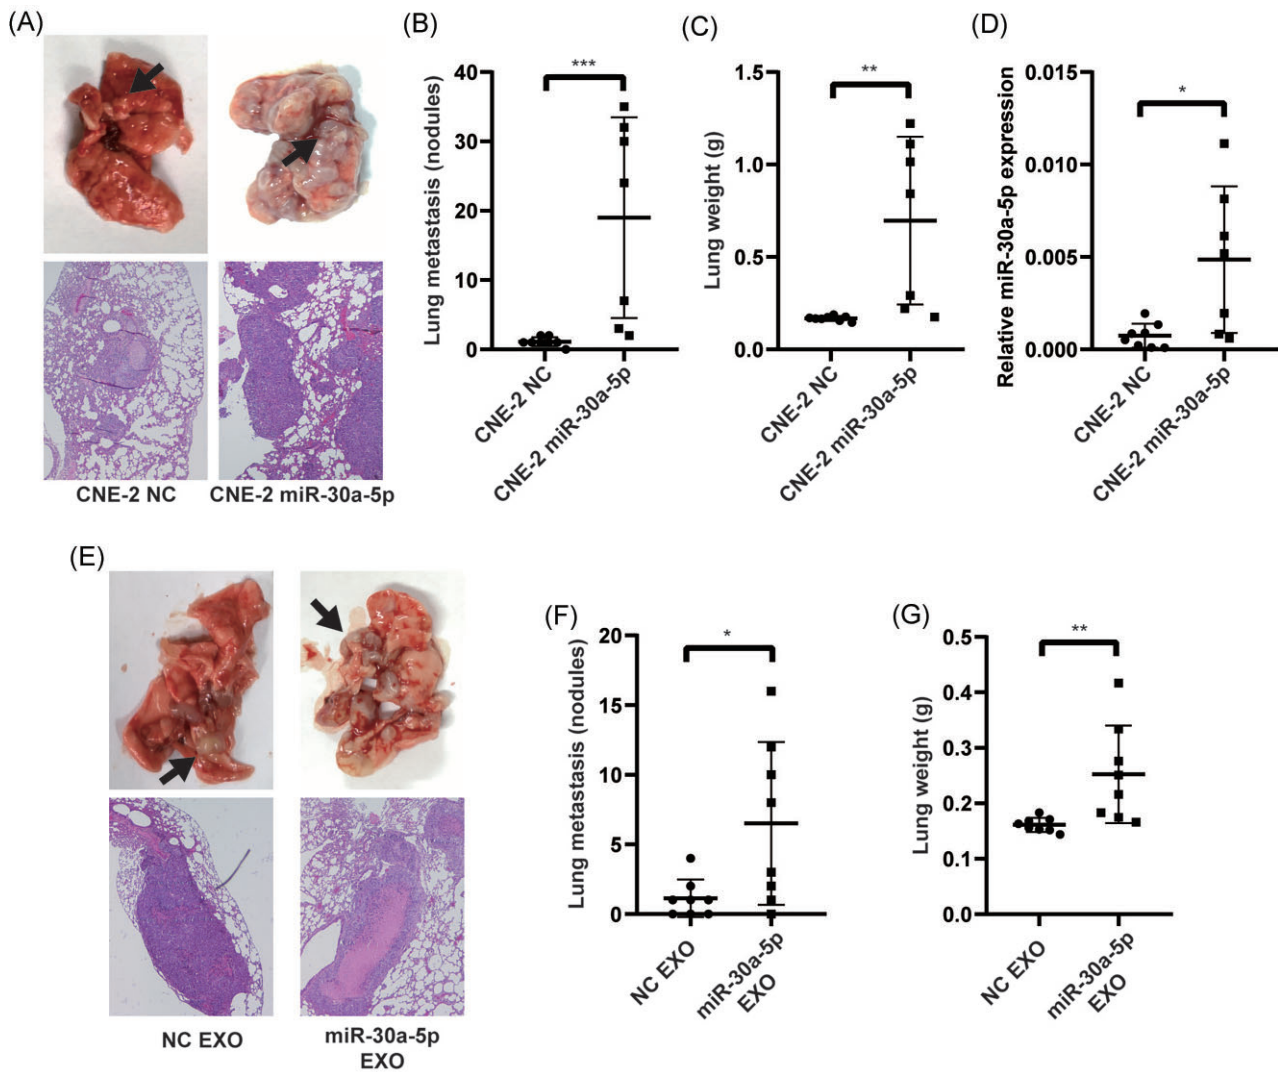 (A)
CNE-2 NC
CNE-2 miR-30a-5p
(B)
Lung metastasis (nodules)
40
30
20
10
0
***
CNE-2 NC
CNE-2 miR-30a-5p
(C)
Lung weight (g)
1.5
1.0
0.5
0.0
**
CNE-2 NC
CNE-2 miR-30a-5p
(D)
Relative miR-30a-5p expression
0.015
0.010
0.005
0.000
*
CNE-2 NC
CNE-2 miR-30a-5p
(E)
NC EXO
miR-30a-5p
EXO
(F)
Lung metastasis (nodules)
20
15
10
5
0
*
NC EXO
miR-30a-5p
EXO
(G)
Lung weight (g)
0.5
0.4
0.3
0.2
0.1
0.0
**
NC EXO
miR-30a-5p
EXO